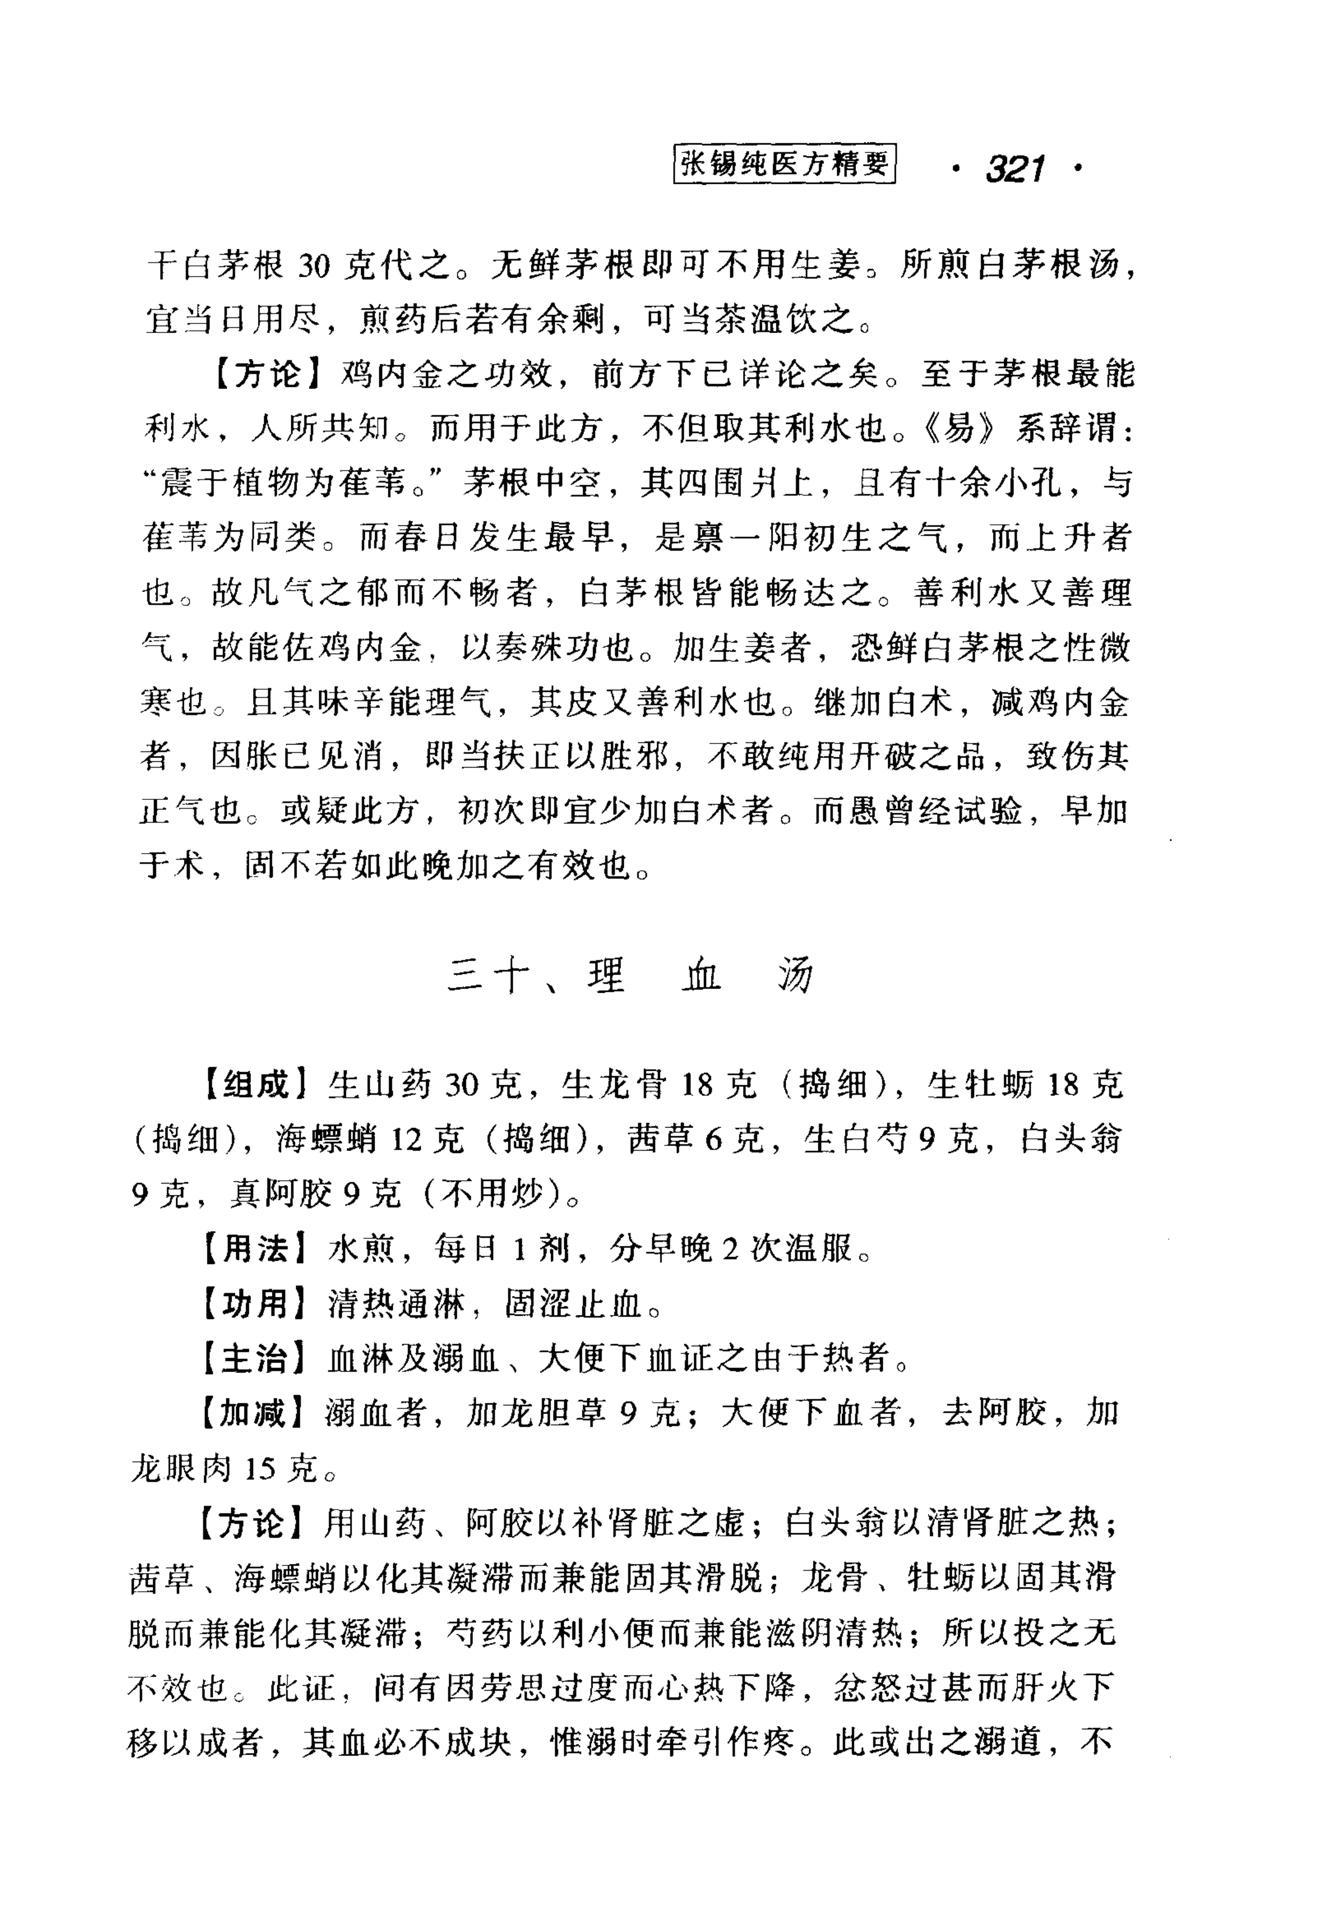 张锡纯医方精要 · 321 ·
干白茅根 30 克代之。无鲜茅根即可不用生姜。所煎白茅根汤，
宜当日用尽，煎药后若有余剩，可当茶温饮之。
【方论】鸡内金之功效，前方下已详论之矣。至于茅根最能
利水，人所共知。而用于此方，不但取其利水也。《易》系辞谓：
“震于植物为萑苇。”茅根中空，其四围爿上，且有十余小孔，与
萑苇为同类。而春日发生最早，是禀一阳初生之气，而上升者
也。故凡气之郁而不畅者，白茅根皆能畅达之。善利水又善理
气，故能佐鸡内金，以奏殊功也。加生姜者，恐鲜白茅根之性微
寒也。且其味辛能理气，其皮又善利水也。继加白术，减鸡内金
者，因胀已见消，即当扶正以胜邪，不敢纯用开破之品，致伤其
正气也。或疑此方，初次即宜少加白术者。而愚曾经试验，早加
于术，固不若如此晚加之有效也。
三十、理 血 汤
【组成】生山药 30 克，生龙骨 18 克（捣细），生牡蛎 18 克
（捣细），海螵蛸 12 克（捣细），茜草 6 克，生白芍 9 克，白头翁
9 克，真阿胶 9 克（不用炒）。
【用法】水煎，每日 1 剂，分早晚 2 次温服。
【功用】清热通淋，固涩止血。
【主治】血淋及溺血、大便下血证之由于热者。
【加减】溺血者，加龙胆草 9 克；大便下血者，去阿胶，加
龙眼肉 15 克。
【方论】用山药、阿胶以补肾脏之虚；白头翁以清肾脏之热；
茜草、海螵蛸以化其凝滞而兼能固其滑脱；龙骨、牡蛎以固其滑
脱而兼能化其凝滞；芍药以利小便而兼能滋阴清热；所以投之无
不效也。此证，间有因劳思过度而心热下降，忿怒过甚而肝火下
移以成者，其血必不成块，惟溺时牵引作疼。此或出之溺道，不